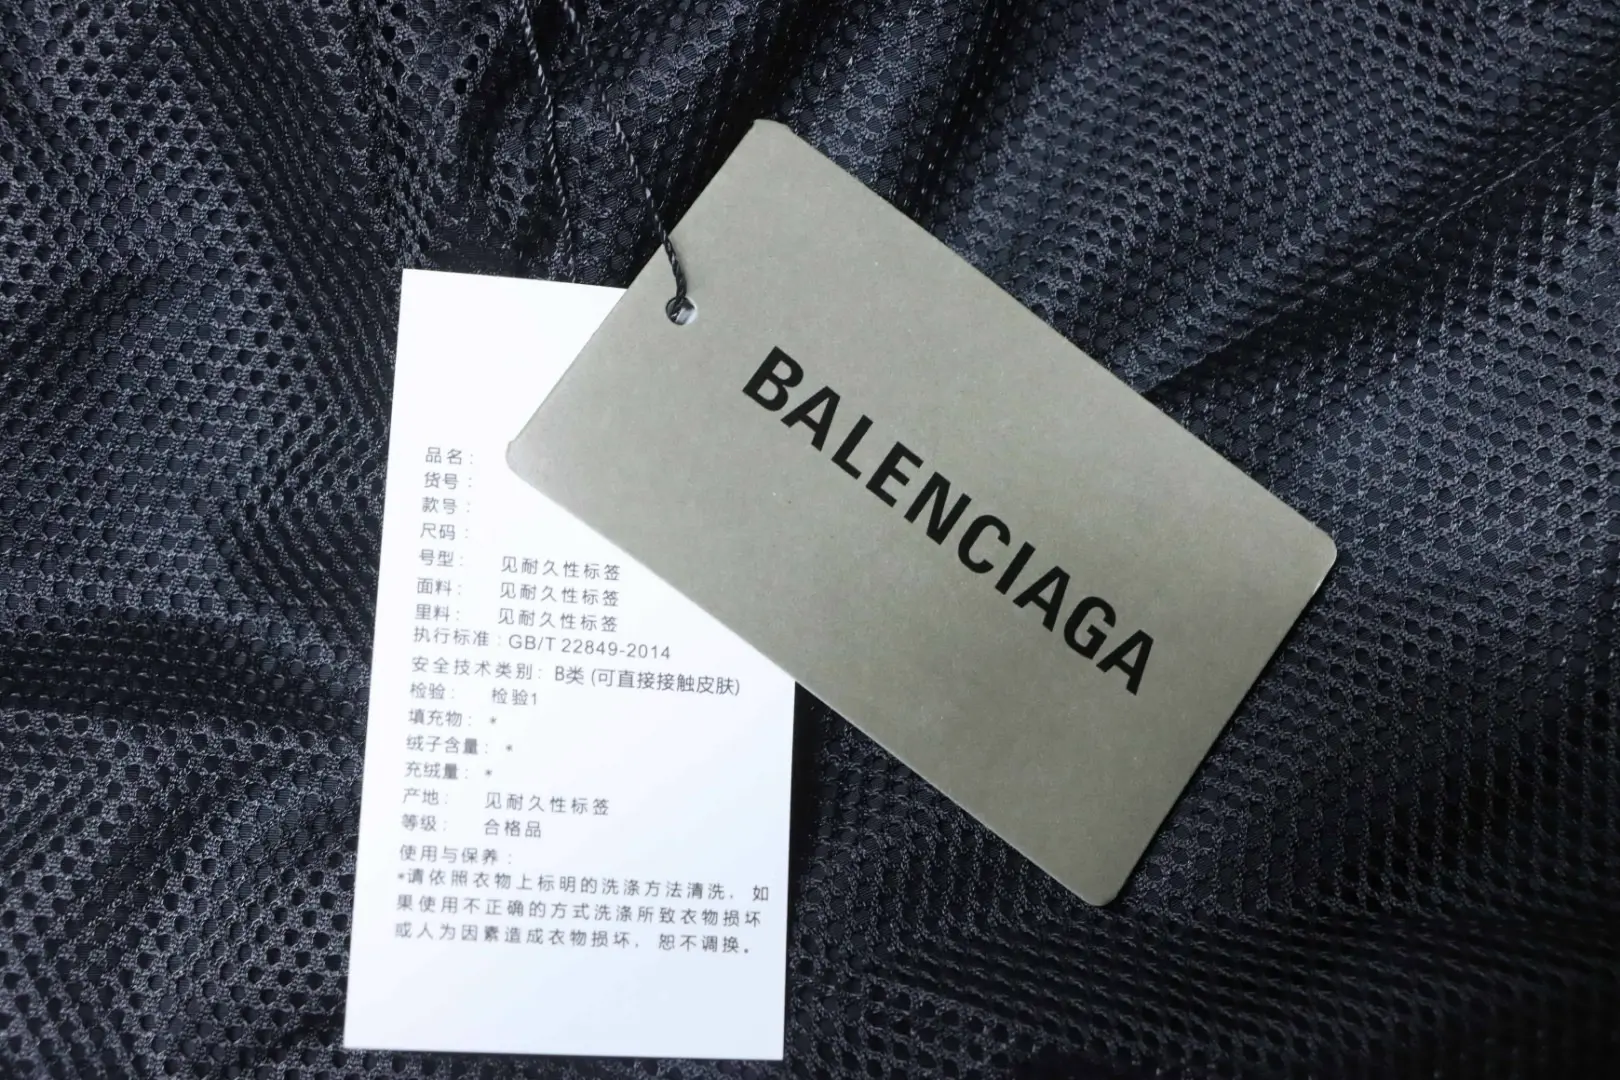 BALENCIAGA
品名：
货号：
款号：
尺码：
号型： 见耐久性标签
面料： 见耐久性标签
里料： 见耐久性标签
执行标准：GB/T 22849-2014
安全技术类别：B类 (可直接接触皮肤)
检验： 检验1
填充物： *
绒子含量： *
充绒量： *
产地： 见耐久性标签
等级： 合格品
使用与保养：
*请依照衣物上标明的洗涤方法清洗，如
果使用不正确的方式洗涤所致衣物损坏
或人为因素造成衣物损坏，恕不调换。